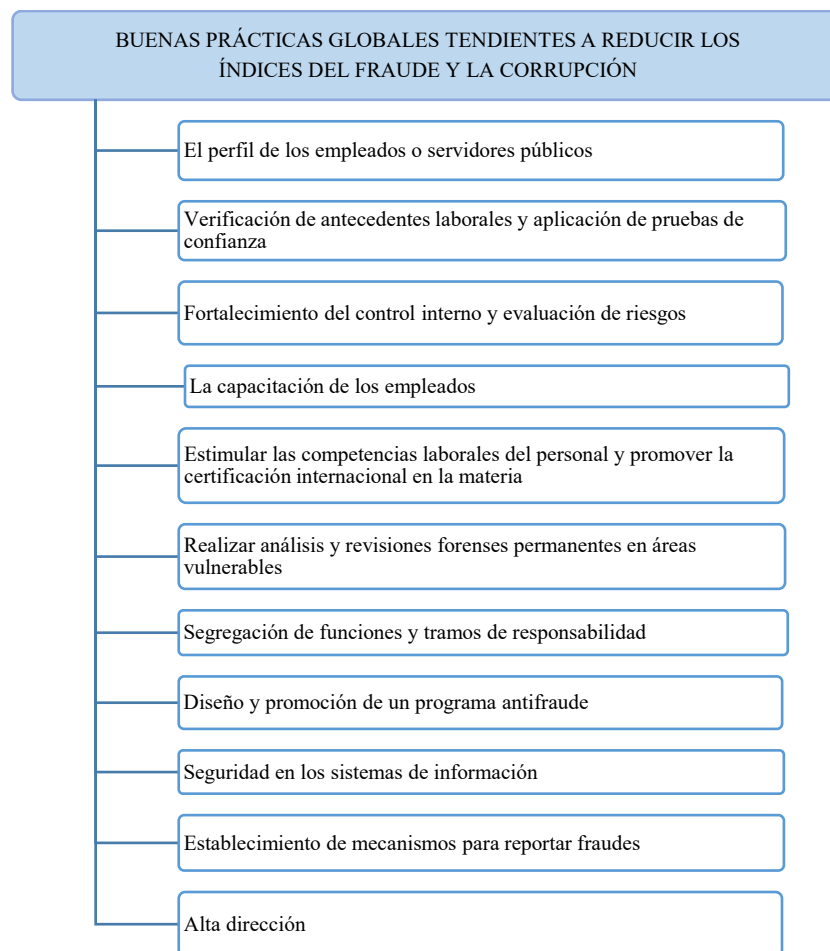 BUENAS PRÁCTICAS GLOBALES TENDIENTES A REDUCIR LOS
ÍNDICES DEL FRAUDE Y LA CORRUPCIÓN
El perfil de los empleados o servidores públicos
Verificación de antecedentes laborales y aplicación de pruebas de
confianza
Fortalecimiento del control interno y evaluación de riesgos
La capacitación de los empleados
Estimular las competencias laborales del personal y promover la
certificación internacional en la materia
Realizar análisis y revisiones forenses permanentes en áreas
vulnerables
Segregación de funciones y tramos de responsabilidad
Diseño y promoción de un programa antifraude
Seguridad en los sistemas de información
Establecimiento de mecanismos para reportar fraudes
Alta dirección